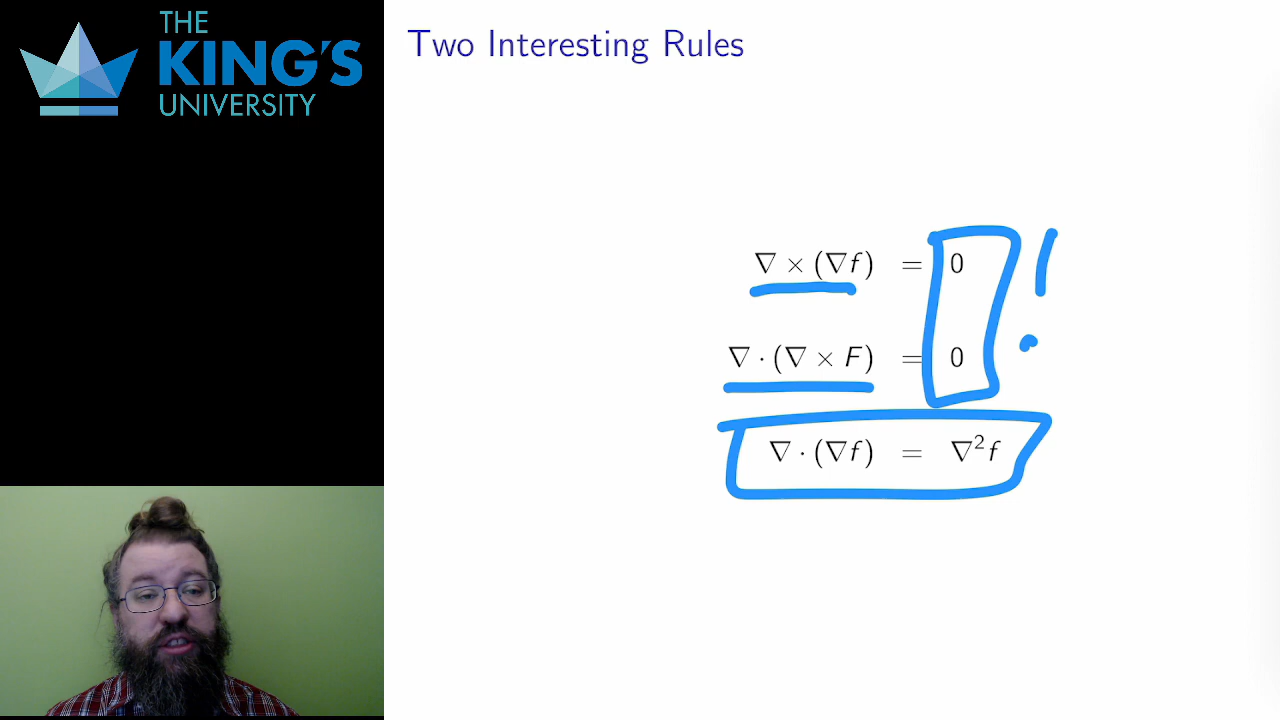 THE
KING'S
UNIVERSITY
Two Interesting Rules
∇ × (∇f) = 0 !
∇ · (∇ × F) = 0
∇ · (∇f) = ∇²f